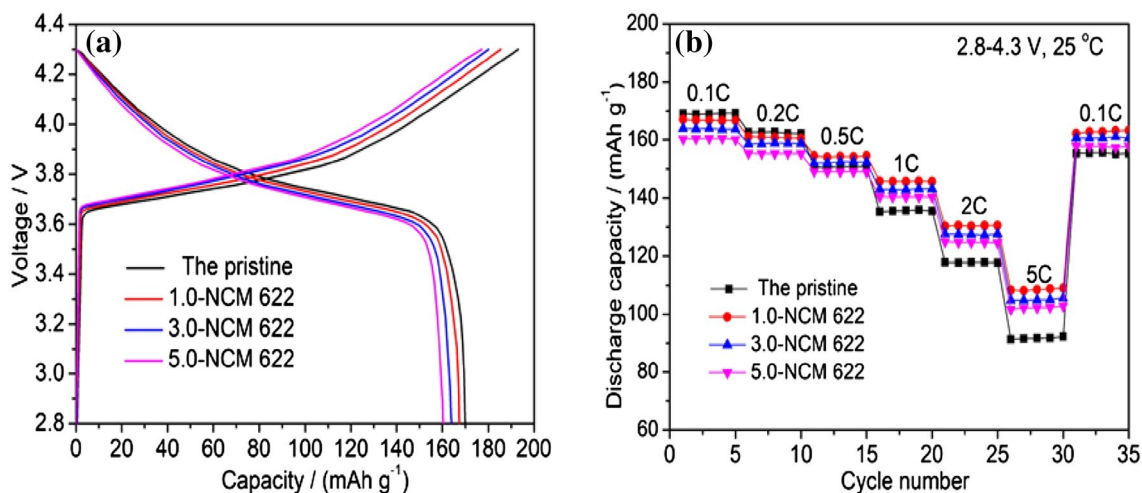 (a)
Voltage / V
4.4
4.2
4.0
3.8
3.6
3.4
3.2
3.0
2.8
The pristine
1.0-NCM 622
3.0-NCM 622
5.0-NCM 622
0 20 40 60 80 100 120 140 160 180 200
Capacity / (mAh g⁻¹)
(b)
2.8-4.3 V, 25 °C
Discharge capacity / (mAh g⁻¹)
200
180
160
140
120
100
80
60
0.1C
0.2C
0.5C
1C
2C
5C
0.1C
The pristine
1.0-NCM 622
3.0-NCM 622
5.0-NCM 622
0 5 10 15 20 25 30 35
Cycle number